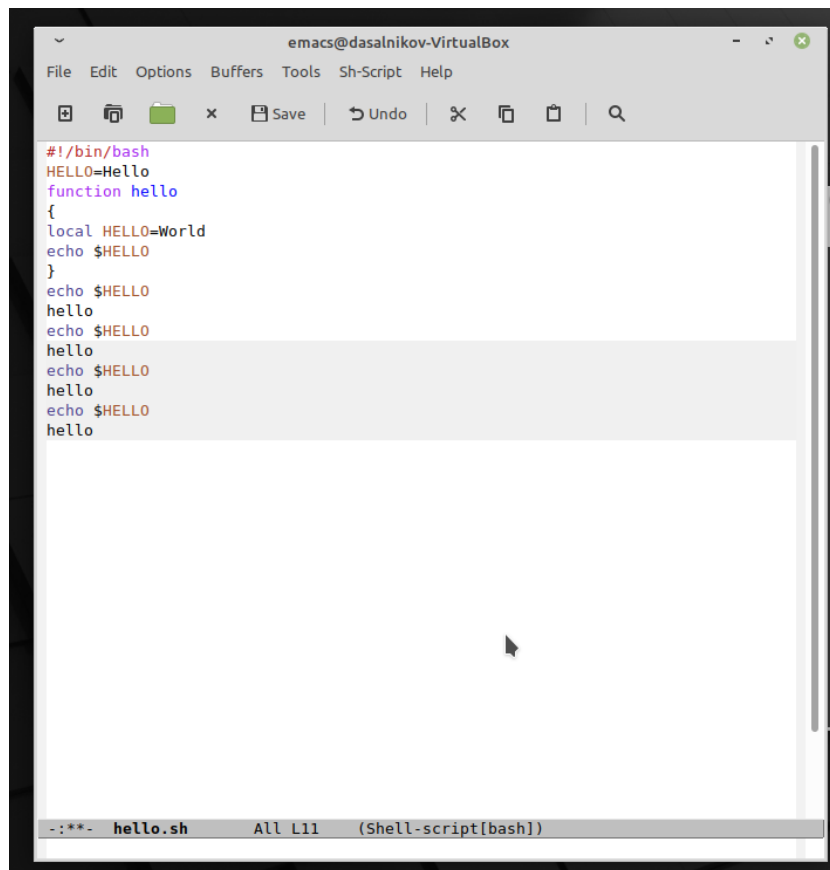 emacs@dasalnikov-VirtualBox
File Edit Options Buffers Tools Sh-Script Help
Save Undo
#!/bin/bash
HELLO=Hello
function hello
{
local HELLO=World
echo $HELLO
}
echo $HELLO
hello
echo $HELLO
hello
echo $HELLO
hello
echo $HELLO
hello
-:**- hello.sh All L11 (Shell-script[bash])